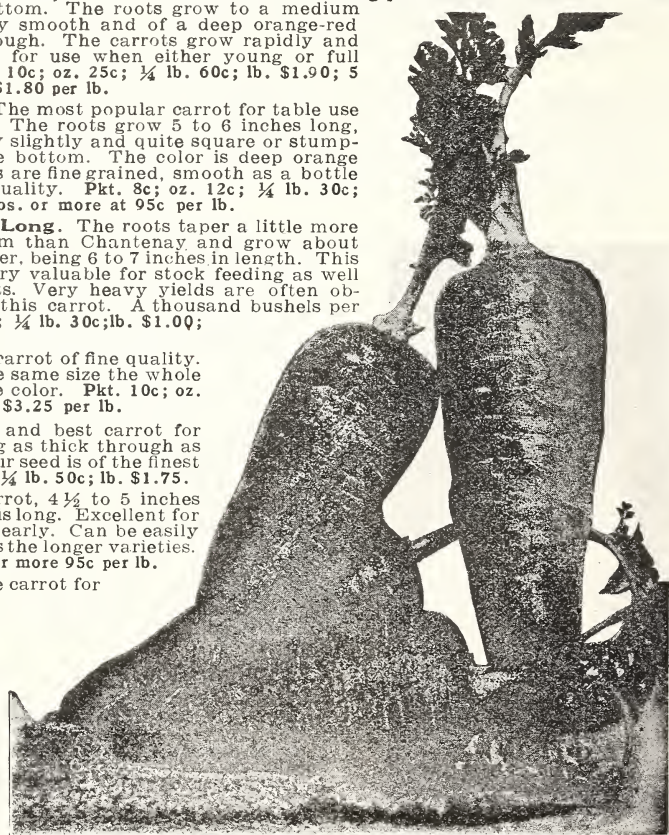 ttom. The roots grow to a medium
y smooth and of a deep orange-red
ough. The carrots grow rapidly and
for use when either young or full
10c; oz. 25c; ¼ lb. 60c; lb. $1.90; 5
$1.80 per lb.
The most popular carrot for table use
The roots grow 5 to 6 inches long,
r slightly and quite square or stump-
e bottom. The color is deep orange
s are fine grained, smooth as a bottle
uality. Pkt. 8c; oz. 12c; ¼ lb. 30c;
os. or more at 95c per lb.
Long. The roots taper a little more
m than Chantenay and grow about
er, being 6 to 7 inches in length. This
ry valuable for stock feeding as well
s. Very heavy yields are often ob-
this carrot. A thousand bushels per
; ¼ lb. 30c; lb. $1.00;
carrot of fine quality.
e same size the whole
e color. Pkt. 10c; oz.
$3.25 per lb.
and best carrot for
g as thick through as
ur seed is of the finest
¼ lb. 50c; lb. $1.75.
rrot, 4½ to 5 inches
us long. Excellent for
early. Can be easily
s the longer varieties.
r more 95c per lb.
e carrot for